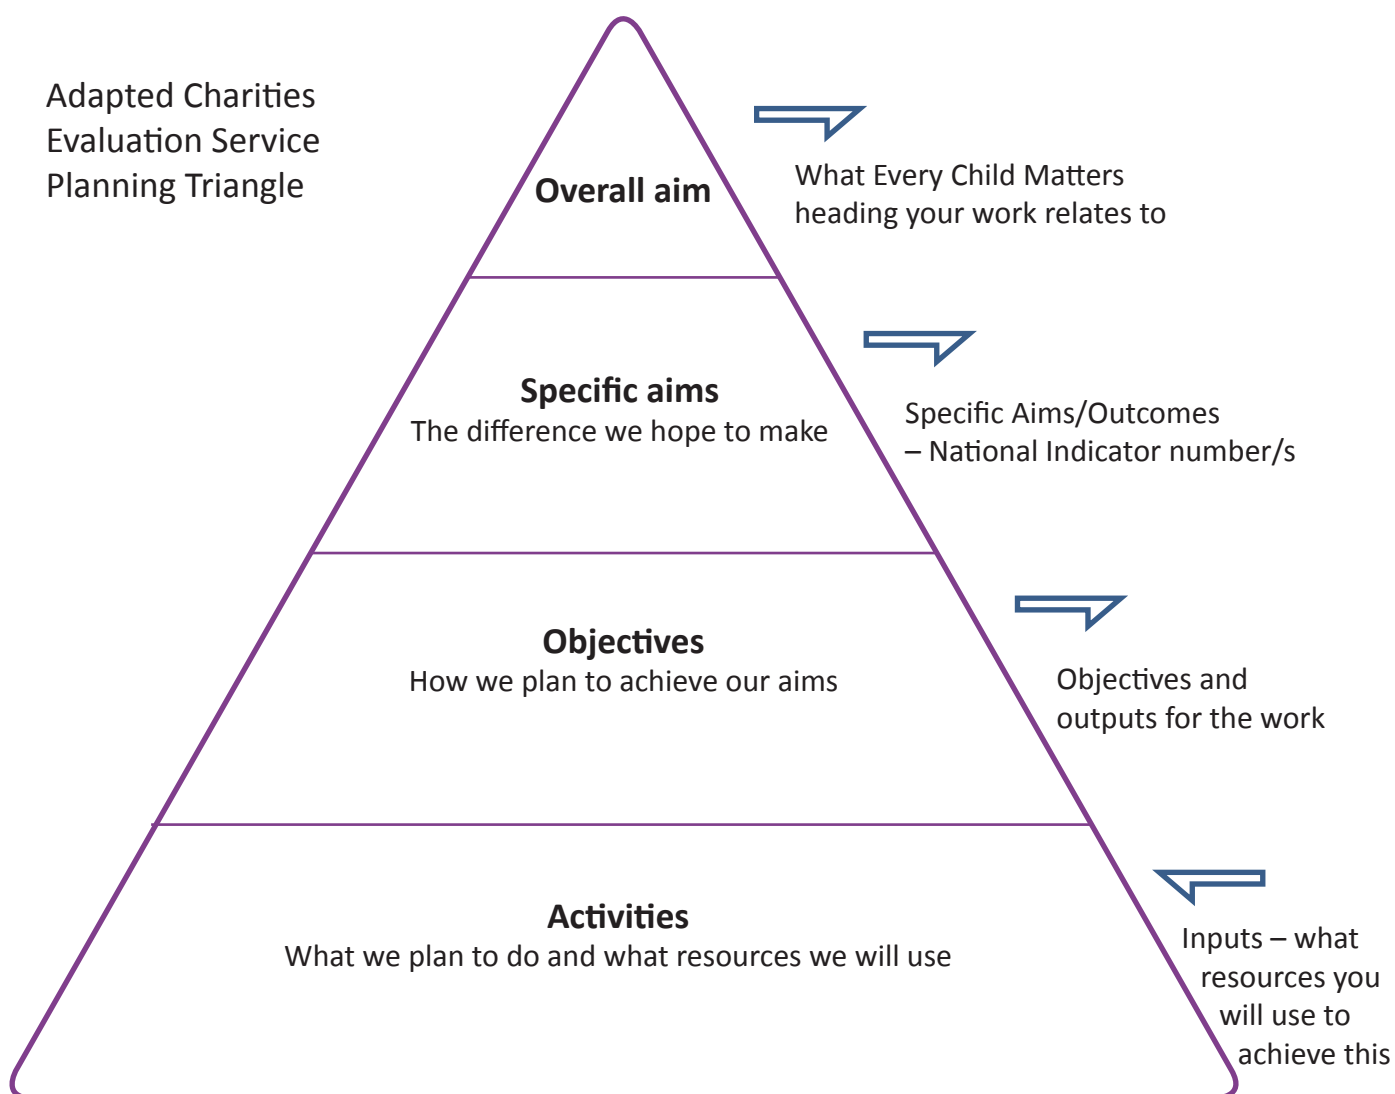 Adapted Charities
Evaluation Service
Planning Triangle
Overall aim
What Every Child Matters
heading your work relates to
Specific aims
The difference we hope to make
Specific Aims/Outcomes
– National Indicator number/s
Objectives
How we plan to achieve our aims
Objectives and
outputs for the work
Activities
What we plan to do and what resources we will use
Inputs – what
resources you
will use to
achieve this